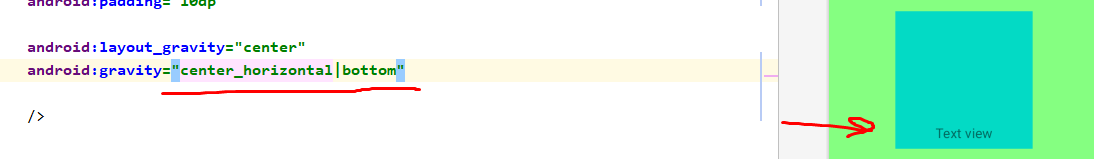 android:padding="10dp"
android:layout_gravity="center"
android:gravity="center_horizontal|bottom"
/>
Text view